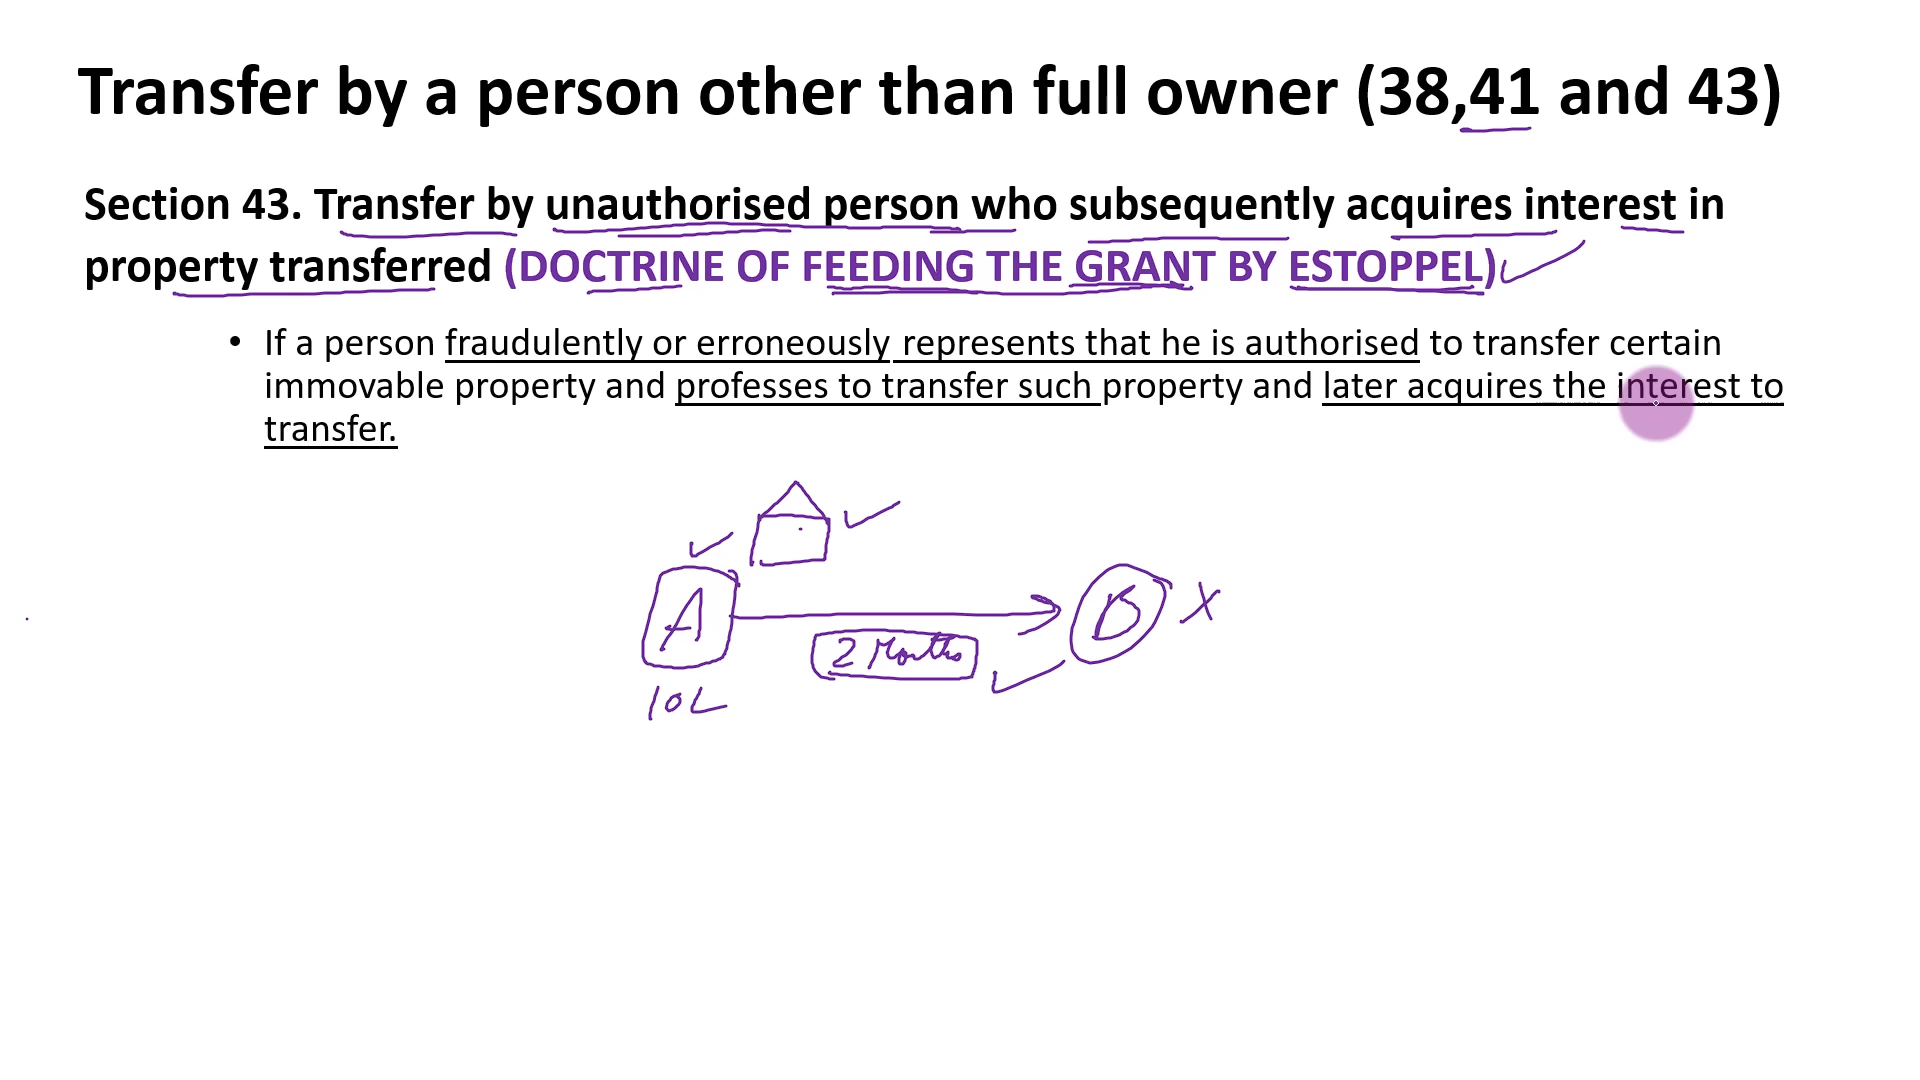 Transfer by a person other than full owner (38,41 and 43)
Section 43. Transfer by unauthorised person who subsequently acquires interest in
property transferred (DOCTRINE OF FEEDING THE GRANT BY ESTOPPEL)
• If a person fraudulently or erroneously represents that he is authorised to transfer certain
immovable property and professes to transfer such property and later acquires the interest to
transfer.
A
B X
2 Months
10L